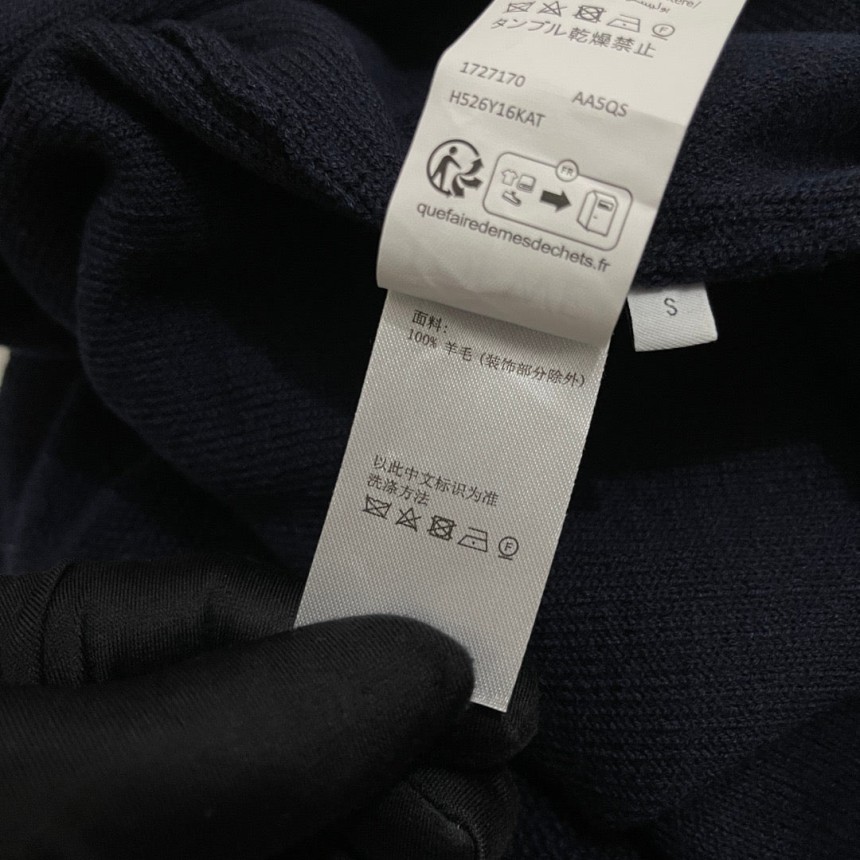 タンブル乾燥禁止
1727170
AA5QS
H526Y16KAT
FR
quefairedemesdechets.fr
S
面料:
100% 羊毛 (装饰部分除外)
以此中文标识为准
洗涤方法
F